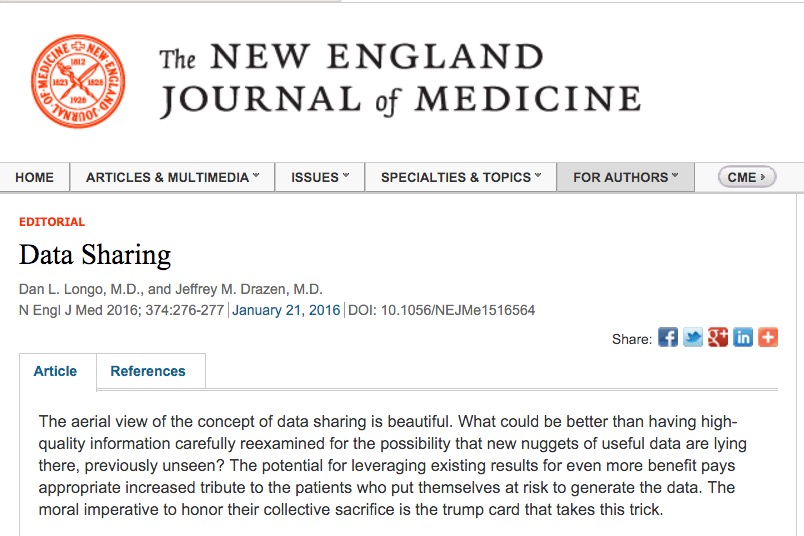 NEW-ENGLAND JOURNAL OF MEDICINE
1812
1823
1828
1928
The NEW ENGLAND
JOURNAL of MEDICINE
HOME ARTICLES & MULTIMEDIA ISSUES SPECIALTIES & TOPICS FOR AUTHORS CME
EDITORIAL
Data Sharing
Dan L. Longo, M.D., and Jeffrey M. Drazen, M.D.
N Engl J Med 2016; 374:276-277 | January 21, 2016 | DOI: 10.1056/NEJMe1516564
Share: f g+ in +
Article References
The aerial view of the concept of data sharing is beautiful. What could be better than having high-
quality information carefully reexamined for the possibility that new nuggets of useful data are lying
there, previously unseen? The potential for leveraging existing results for even more benefit pays
appropriate increased tribute to the patients who put themselves at risk to generate the data. The
moral imperative to honor their collective sacrifice is the trump card that takes this trick.